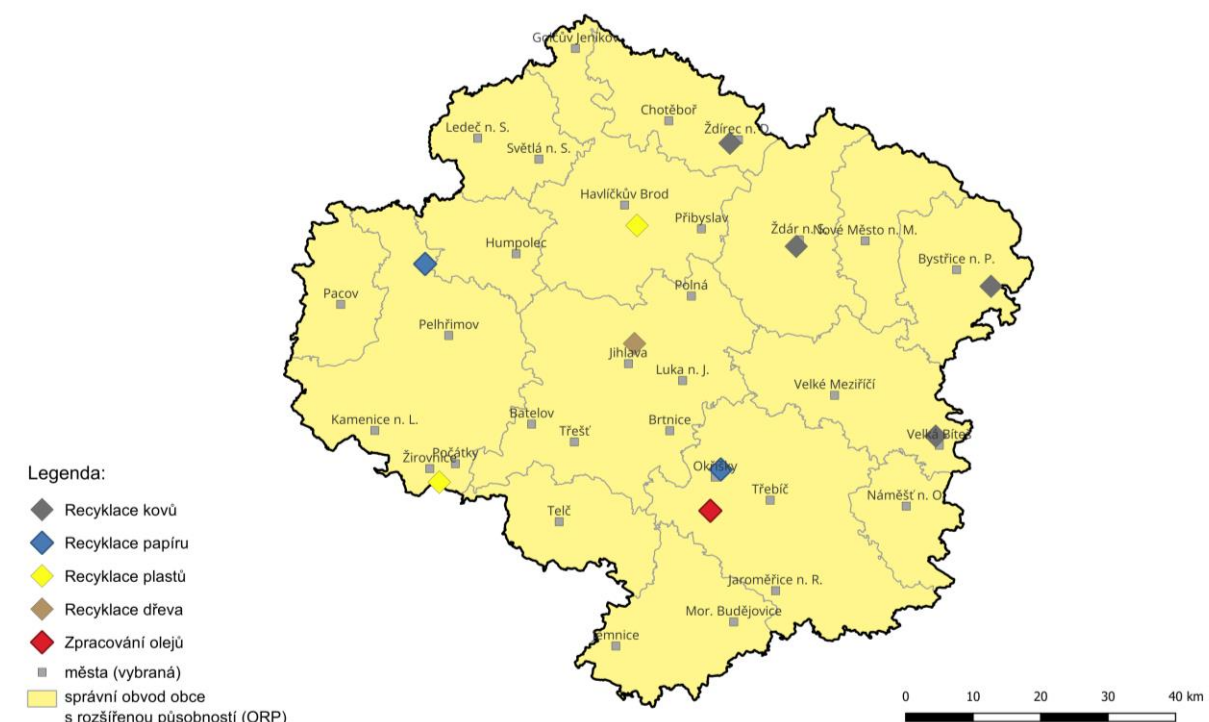 Golčův Jeníkov
Chotěboř
Ždírec n. D.
Ledeč n. S.
Světlá n. S.
Havlíčkův Brod
Přibyslav
Ždár n. S.
Nové Město n. M.
Humpolec
Bystřice n. P.
Pacov
Polná
Pelhřimov
Jihlava
Luka n. J.
Velké Meziříčí
Kamenice n. L.
Batelov
Třešť
Brtnice
Velká Bíteš
Žirovnice
Počátky
Okříšky
Třebíč
Náměšť n. O.
Telč
Jaroměřice n. R.
Mor. Budějovice
Jemnice
Legenda:
Recyklace kovů
Recyklace papíru
Recyklace plastů
Recyklace dřeva
Zpracování olejů
města (vybraná)
správní obvod obce
s rozšířenou působností (ORP)
0 10 20 30 40 km